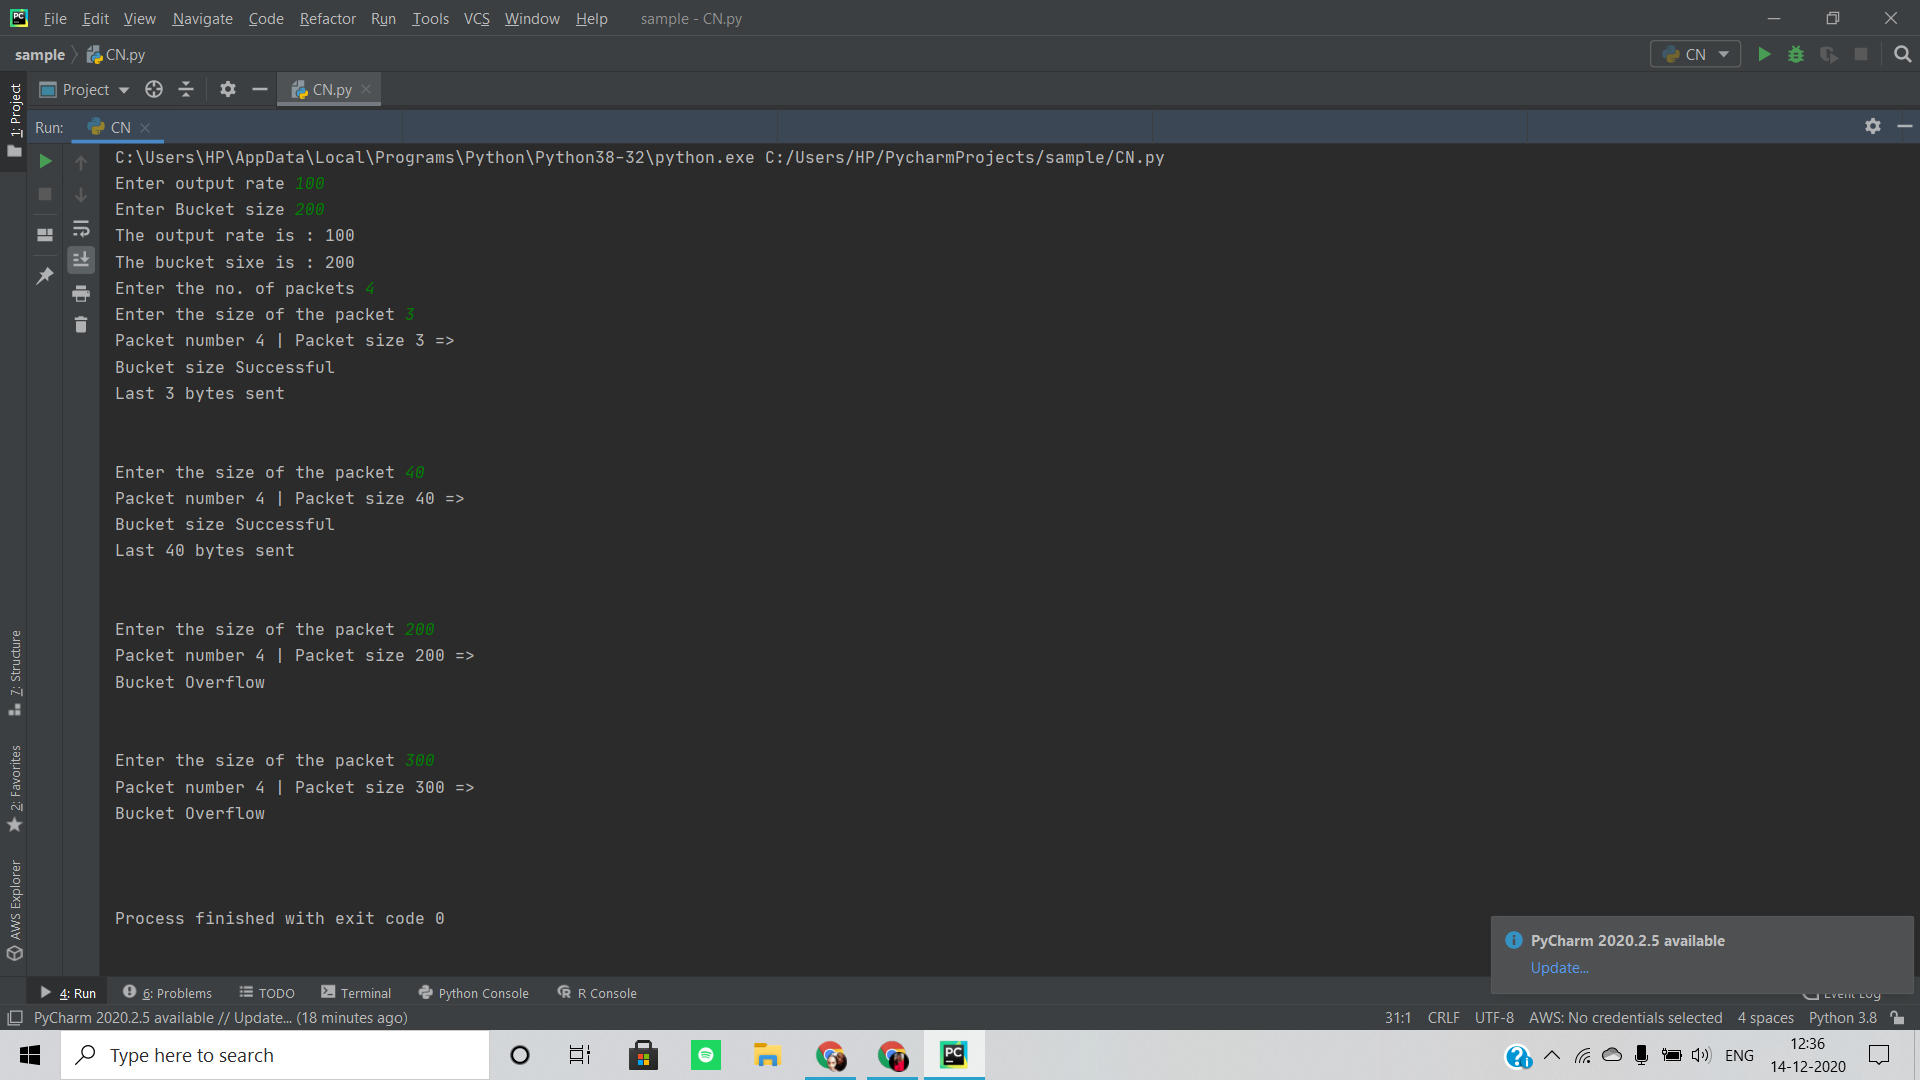 File Edit View Navigate Code Refactor Run Tools VCS Window Help sample - CN.py
sample CN.py CN
1: Project Project CN.py
Run: CN
C:\Users\HP\AppData\Local\Programs\Python\Python38-32\python.exe C:/Users/HP/PycharmProjects/sample/CN.py
Enter output rate 100
Enter Bucket size 200
The output rate is : 100
The bucket sixe is : 200
Enter the no. of packets 4
Enter the size of the packet 3
Packet number 4 | Packet size 3 =>
Bucket size Successful
Last 3 bytes sent
Enter the size of the packet 40
Packet number 4 | Packet size 40 =>
Bucket size Successful
Last 40 bytes sent
Enter the size of the packet 200
Packet number 4 | Packet size 200 =>
Bucket Overflow
Enter the size of the packet 300
Packet number 4 | Packet size 300 =>
Bucket Overflow
Process finished with exit code 0
7: Structure
2: Favorites
AWS Explorer
PyCharm 2020.2.5 available
Update...
4: Run 6: Problems TODO Terminal Python Console R Console Event Log
PyCharm 2020.2.5 available // Update... (18 minutes ago) 31:1 CRLF UTF-8 AWS: No credentials selected 4 spaces Python 3.8
Type here to search PC ENG 12:36
14-12-2020